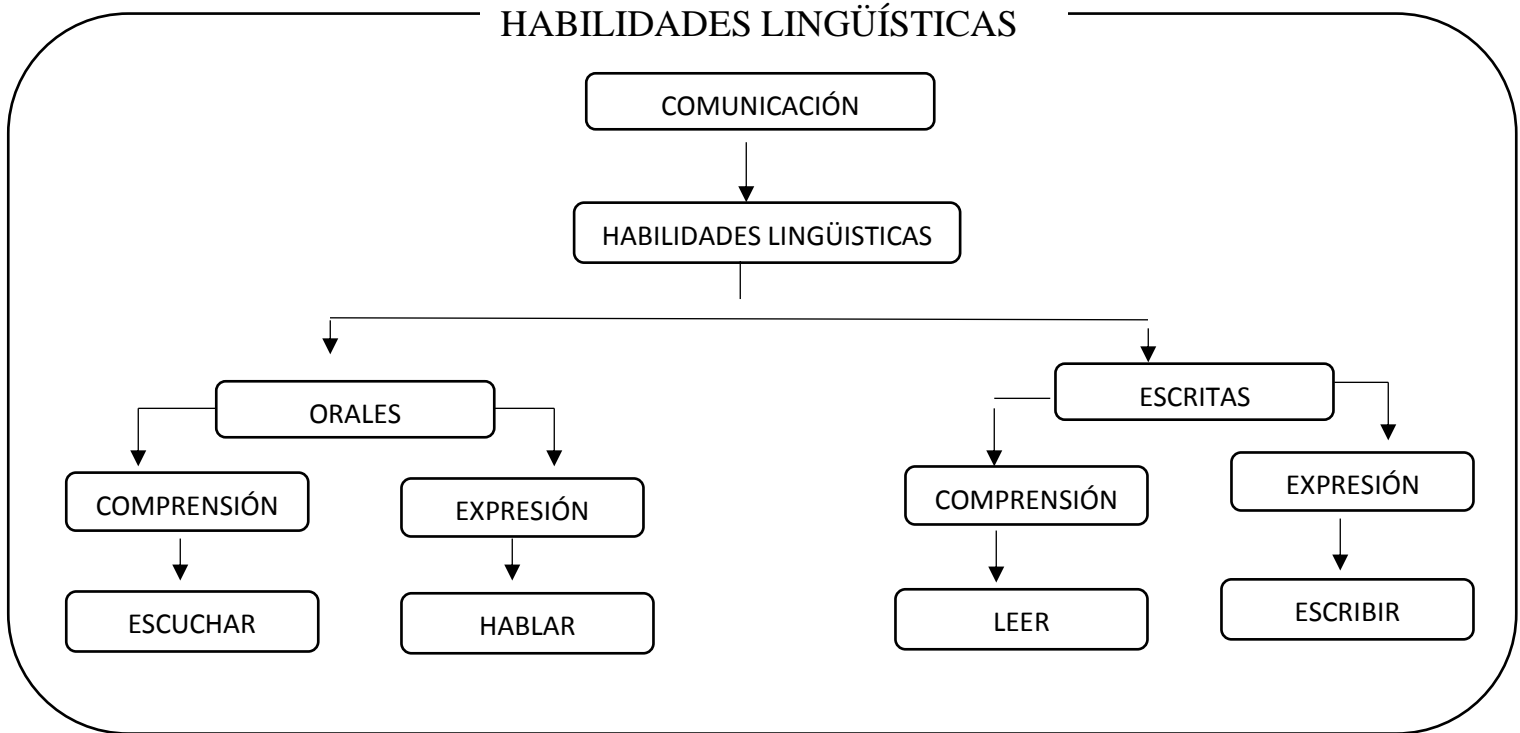 HABILIDADES LINGÜÍSTICAS
COMUNICACIÓN
HABILIDADES LINGÜISTICAS
ORALES
ESCRITAS
COMPRENSIÓN
EXPRESIÓN
COMPRENSIÓN
EXPRESIÓN
ESCUCHAR
HABLAR
LEER
ESCRIBIR